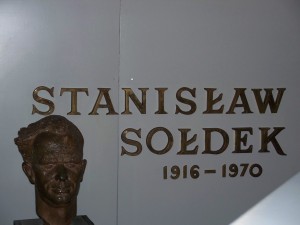 STANISŁAW
SOŁDEK
1916 – 1970